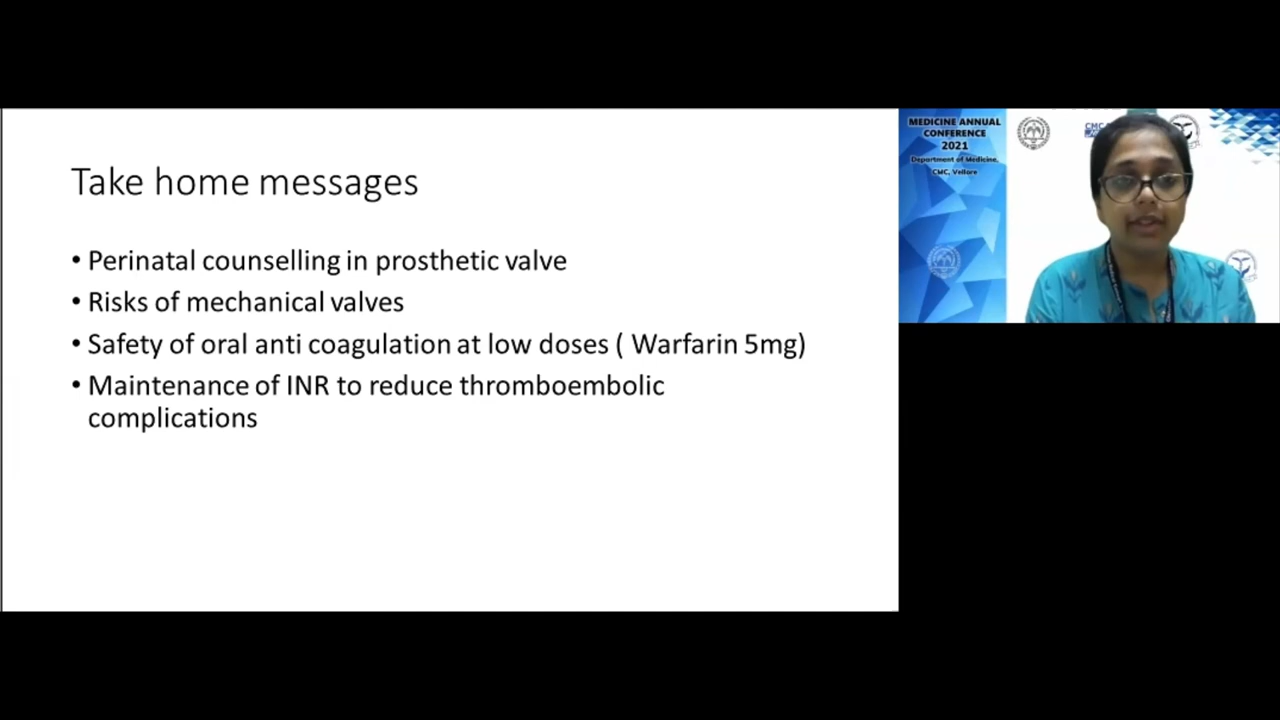 Take home messages
• Perinatal counselling in prosthetic valve
• Risks of mechanical valves
• Safety of oral anti coagulation at low doses ( Warfarin 5mg)
• Maintenance of INR to reduce thromboembolic
complications
MEDICINE ANNUAL
CONFERENCE
2021
Department of Medicine,
CMC, Vellore
CMC